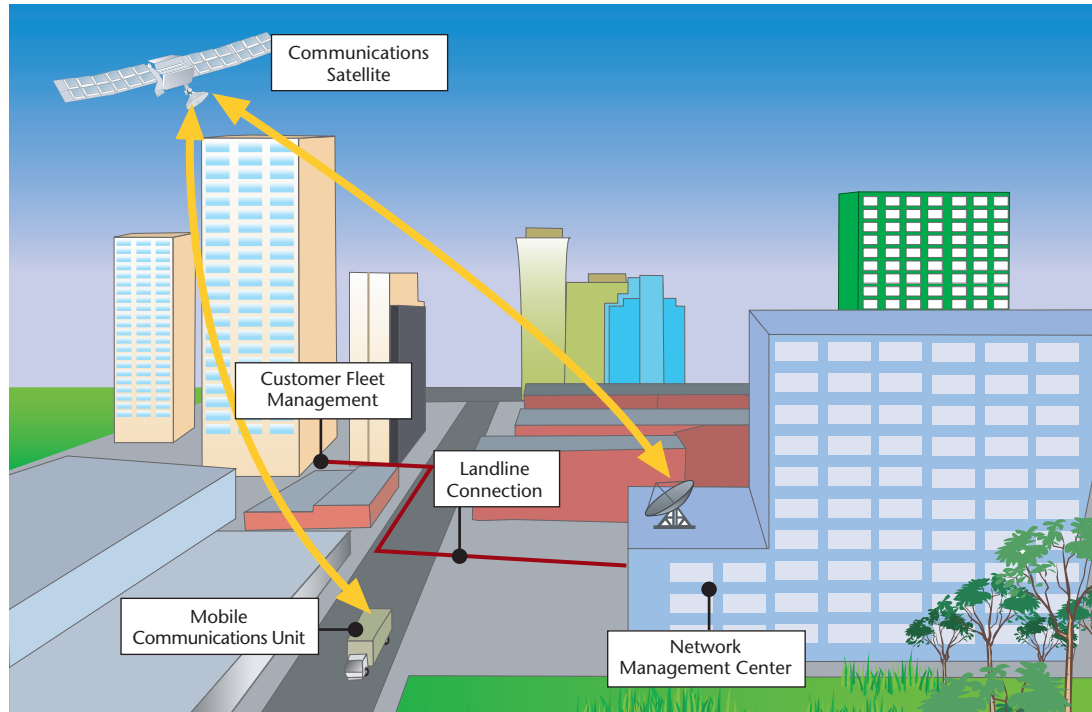 Communications
Satellite
Customer Fleet
Management
Landline
Connection
Mobile
Communications Unit
Network
Management Center